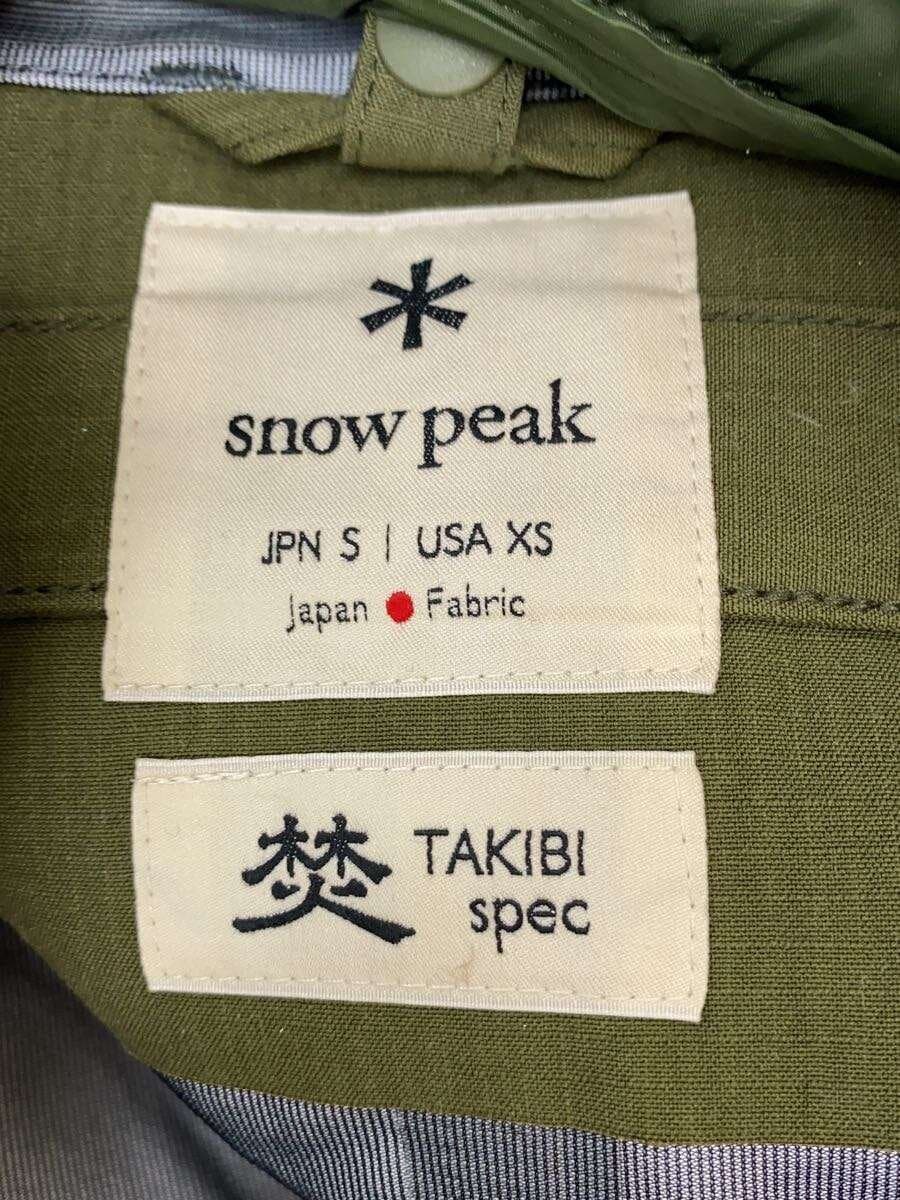 snow peak
JPN S | USA XS
Japan ● Fabric
焚 TAKIBI
spec